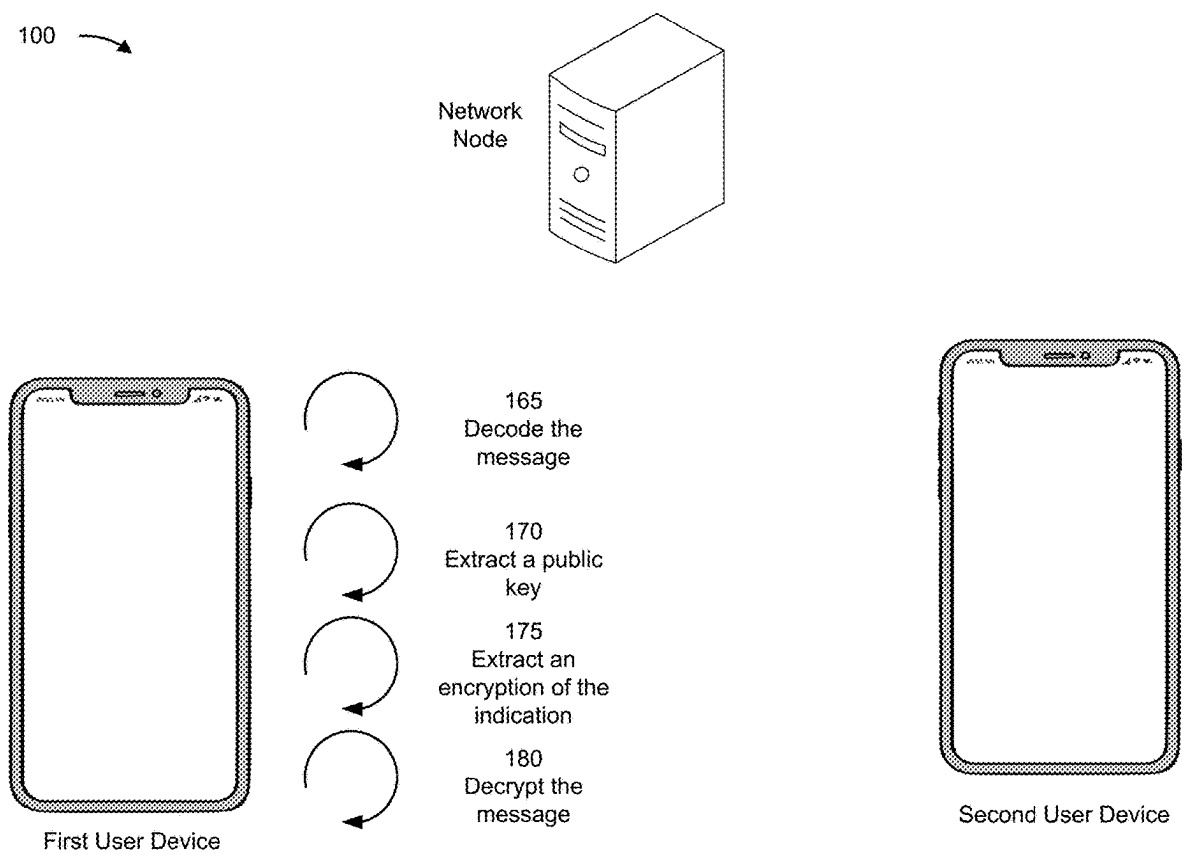 100
Network
Node
165
Decode the
message
170
Extract a public
key
175
Extract an
encryption of the
indication
180
Decrypt the
message
First User Device
Second User Device